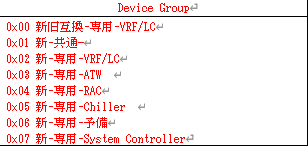 Device Group↵
0x00 新旧互換-専用-VRF/LC↵
0x01 新-共通-↵
0x02 新-専用-VRF/LC↵
0x03 新-専用-ATW ↵
0x04 新-専用-RAC↵
0x05 新-専用-Chiller ↵
0x06 新-専用-予備↵
0x07 新-専用-System Controller↵